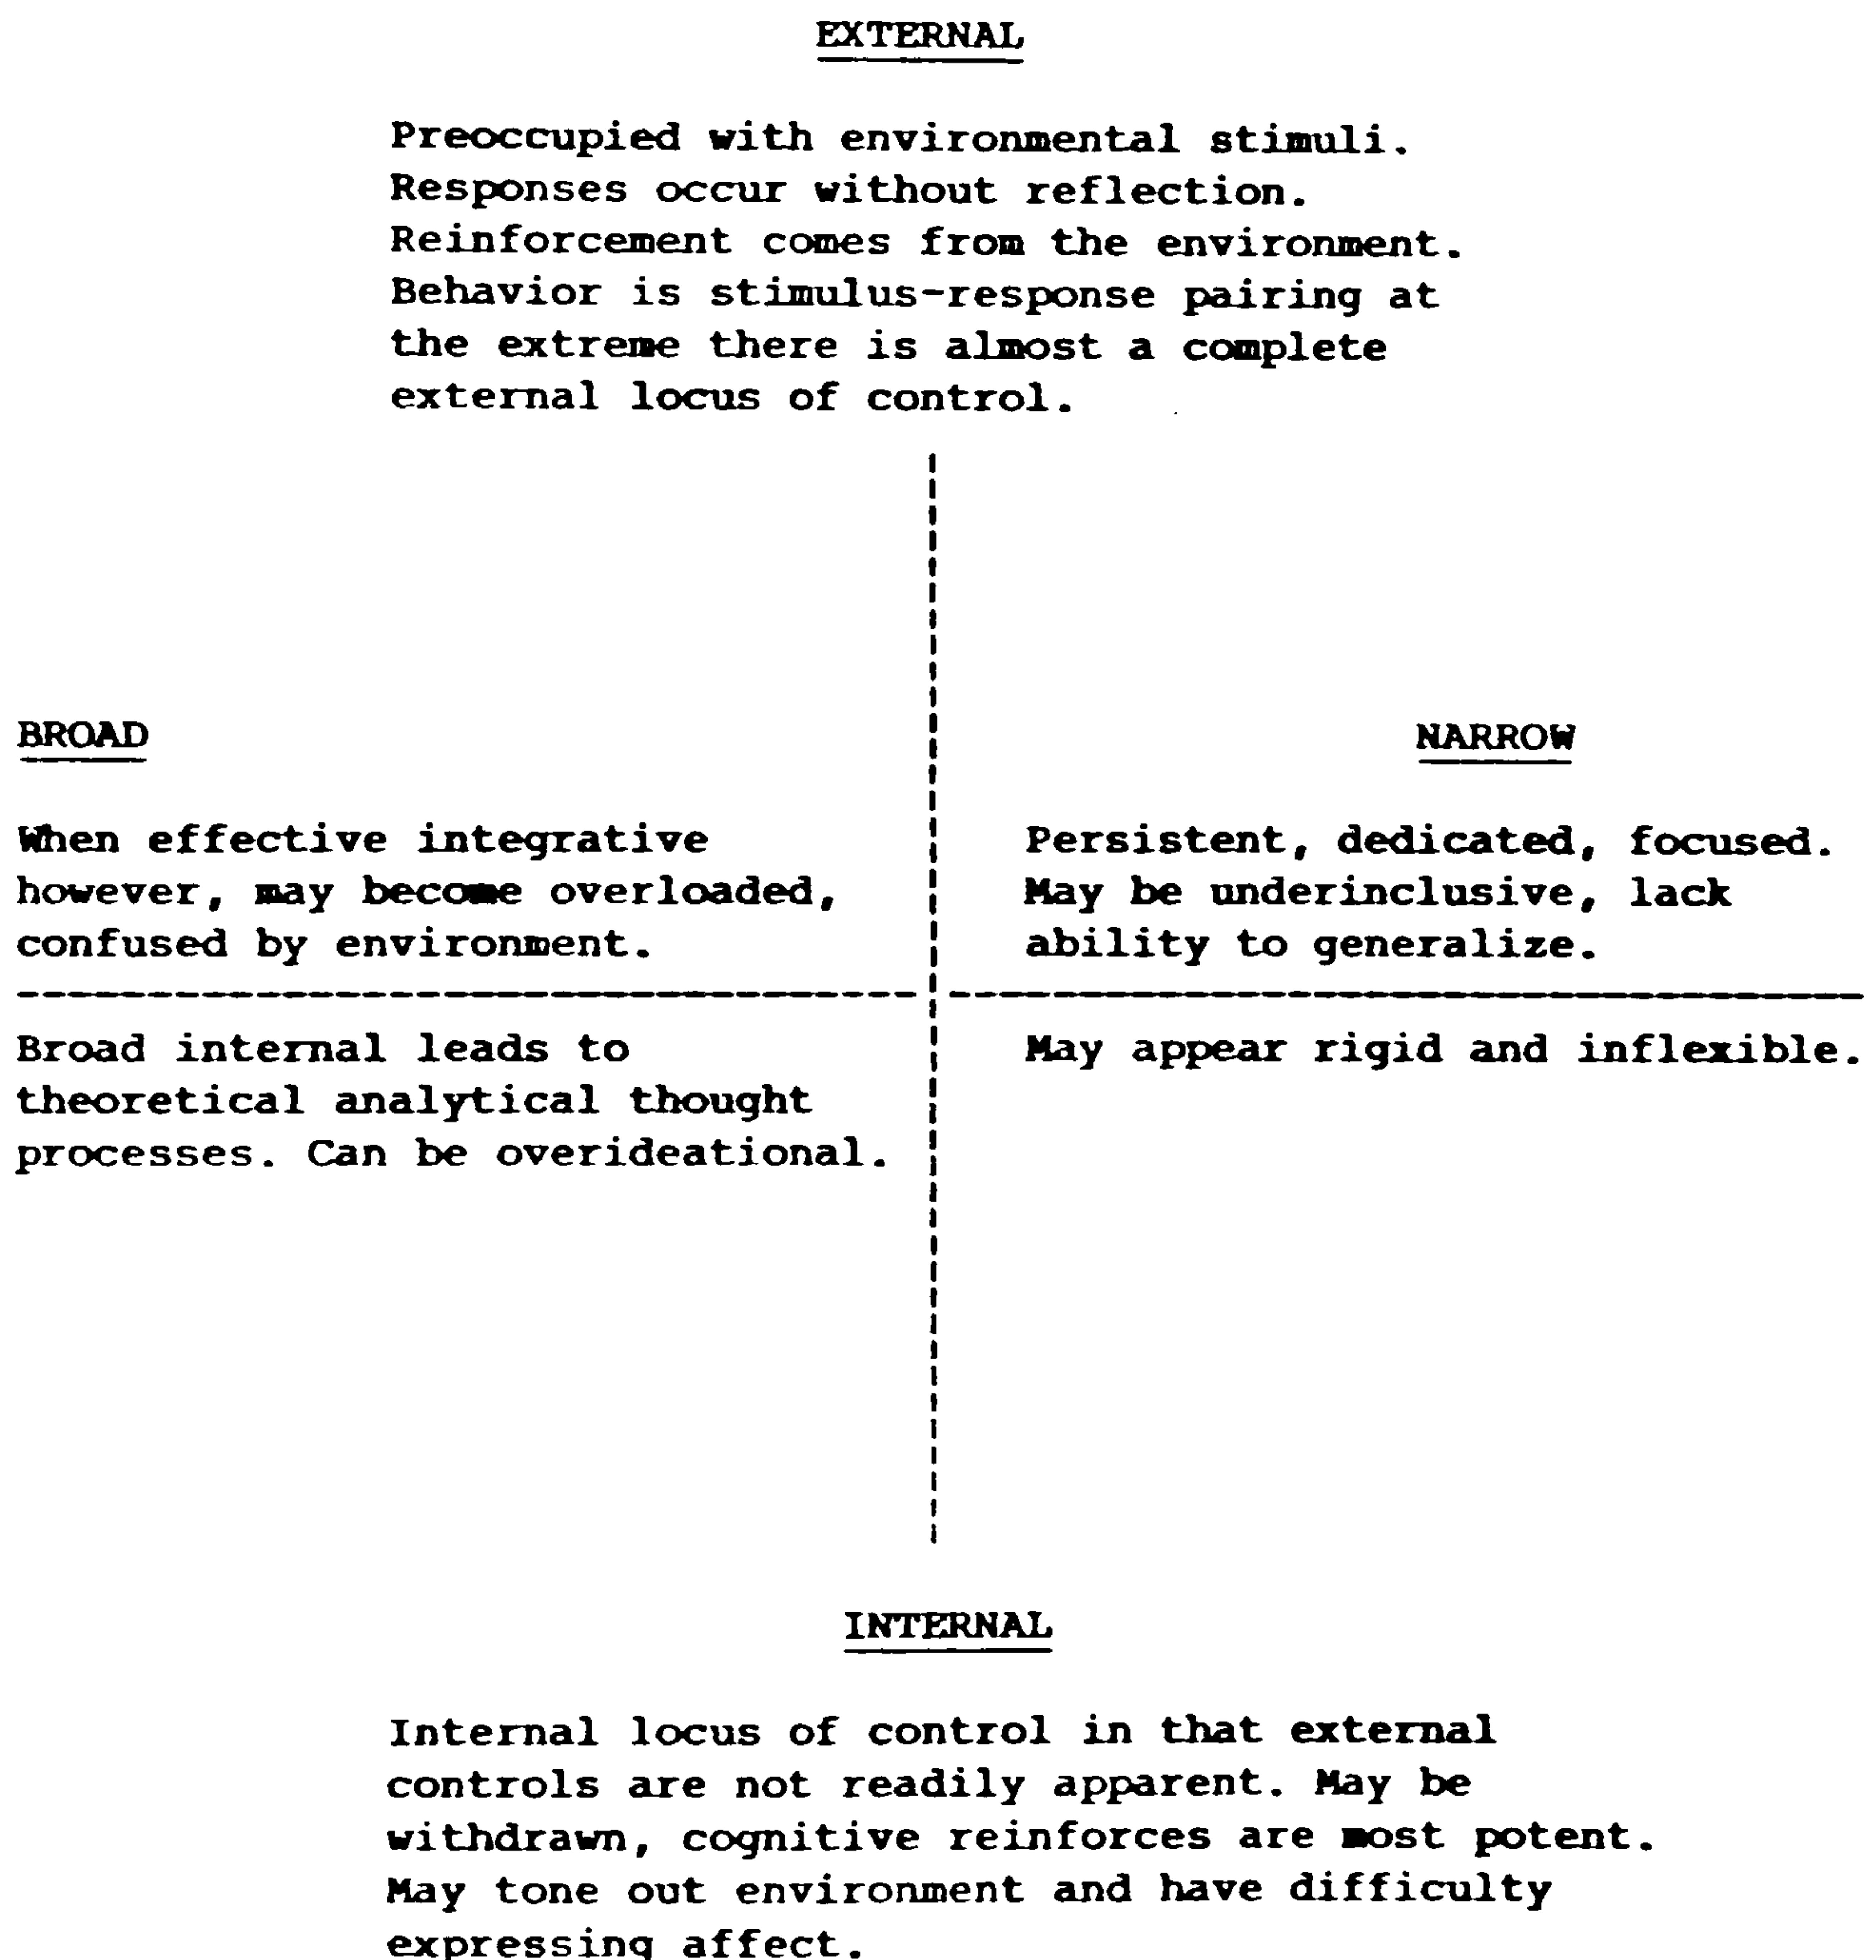 EXTERNAL
Preoccupied with environmental stimuli.
Responses occur without reflection.
Reinforcement comes from the environment.
Behavior is stimulus-response pairing at
the extreme there is almost a complete
external locus of control.
BROAD
When effective integrative
however, may become overloaded,
confused by environment.
NARROW
Persistent, dedicated, focused.
May be underinclusive, lack
ability to generalize.
Broad internal leads to
theoretical analytical thought
processes. Can be overideational.
May appear rigid and inflexible.
INTERNAL
Internal locus of control in that external
controls are not readily apparent. May be
withdrawn, cognitive reinforces are most potent.
May tone out environment and have difficulty
expressing affect.